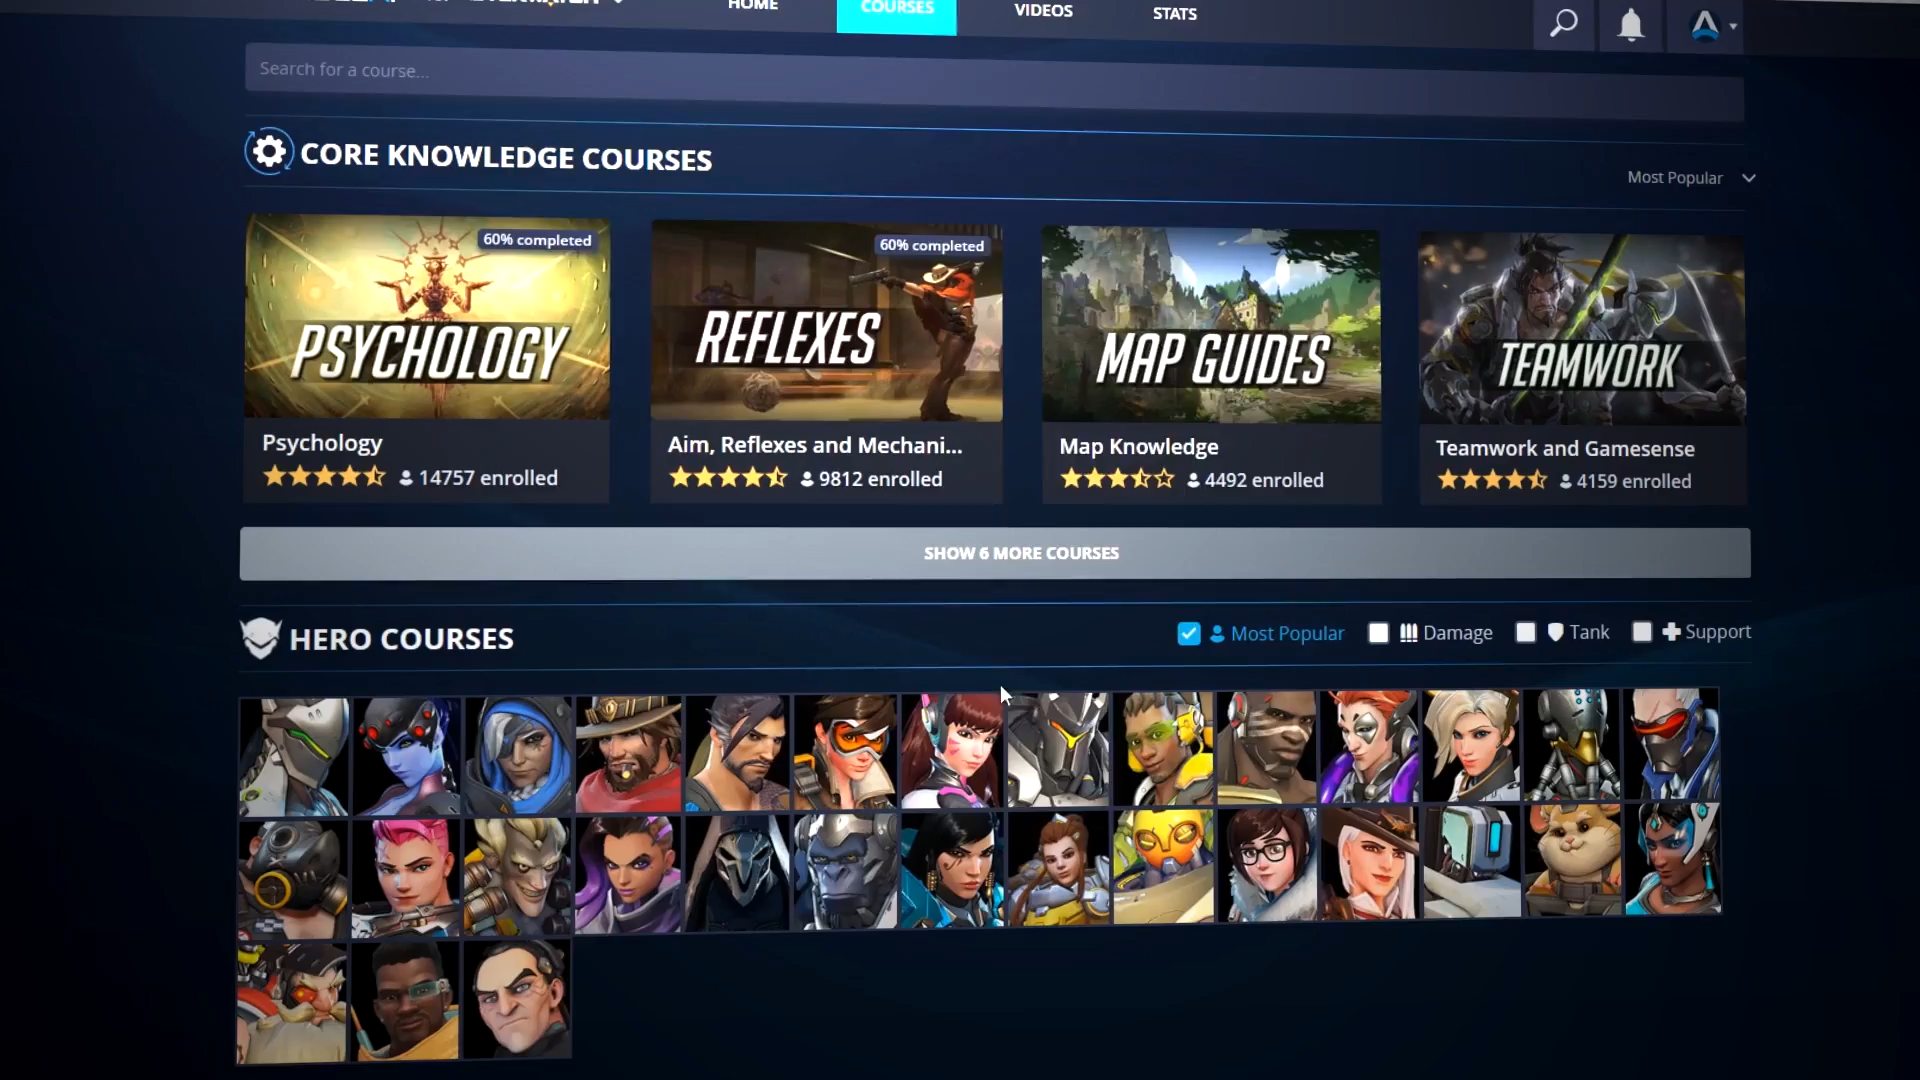 HOME
COURSES
VIDEOS
STATS
Search for a course...
CORE KNOWLEDGE COURSES
Most Popular
60% completed
60% completed
PSYCHOLOGY
REFLEXES
MAP GUIDES
TEAMWORK
Psychology
14757 enrolled
Aim, Reflexes and Mechani...
9812 enrolled
Map Knowledge
4492 enrolled
Teamwork and Gamesense
4159 enrolled
SHOW 6 MORE COURSES
HERO COURSES
Most Popular
Damage
Tank
Support